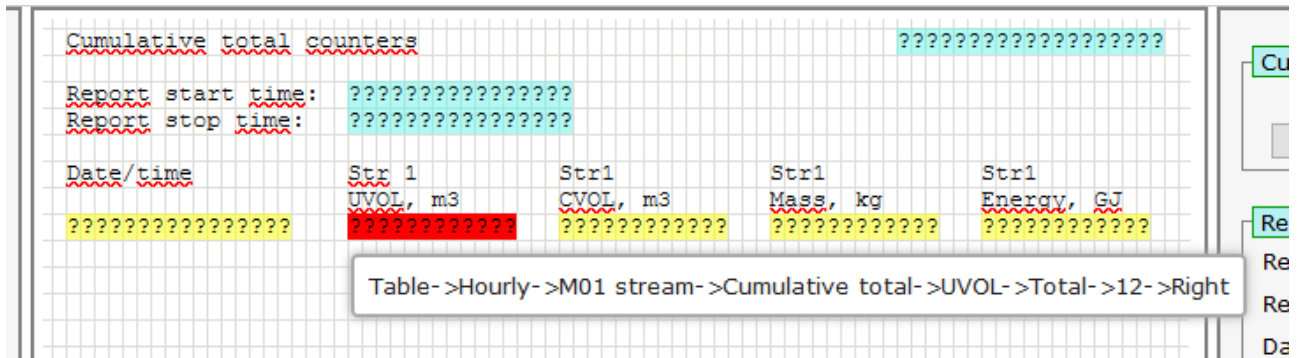 Cumulative total counters ???????????????????
Cu
Report start time: ????????????????
Report stop time: ????????????????
Date/time Str 1 Str1 Str1 Str1
UVOL, m3 CVOL, m3 Mass, kg Energy, GJ
???????????????? ???????????? ???????????? ???????????? ????????????
Re
Re
Table->Hourly->M01 stream->Cumulative total->UVOL->Total->12->Right
Re
Da